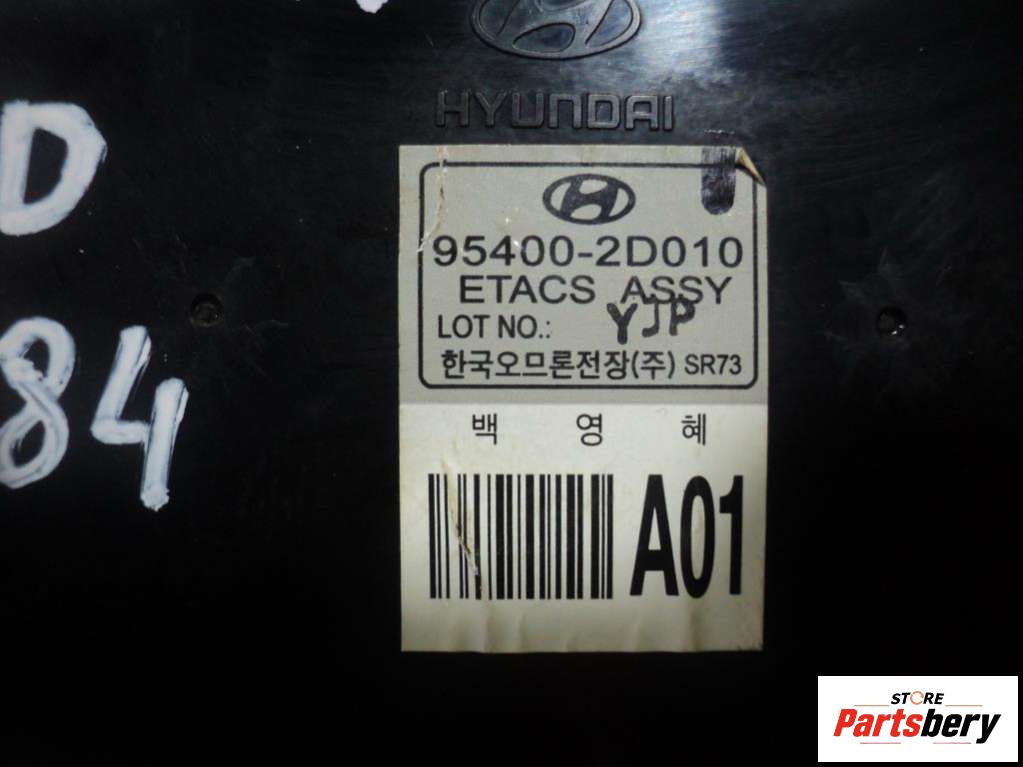 HYUNDAI
D
84
95400-2D010
ETACS ASSY
LOT NO.: YJP
한국오므론전장(주) SR73
백 영 혜
A01
STORE
Partsbery